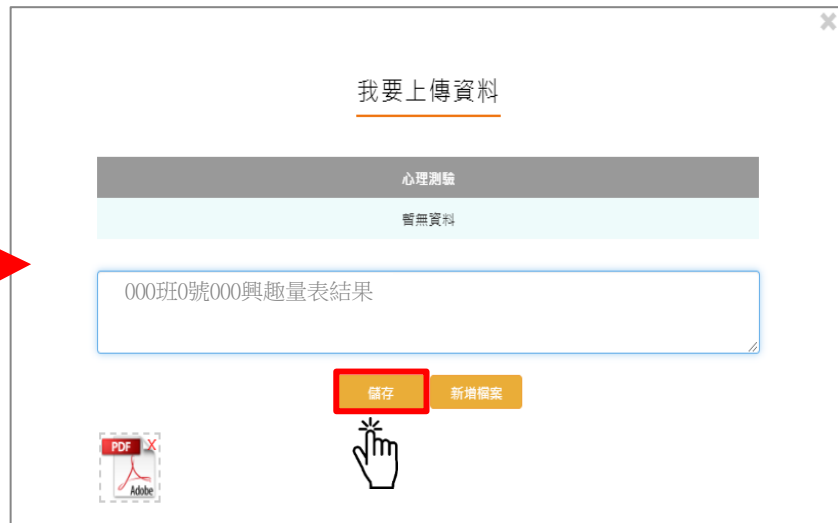 我要上傳資料
心理測驗
暫無資料
000班0號000興趣量表結果
儲存 新增檔案
PDF X
Adobe